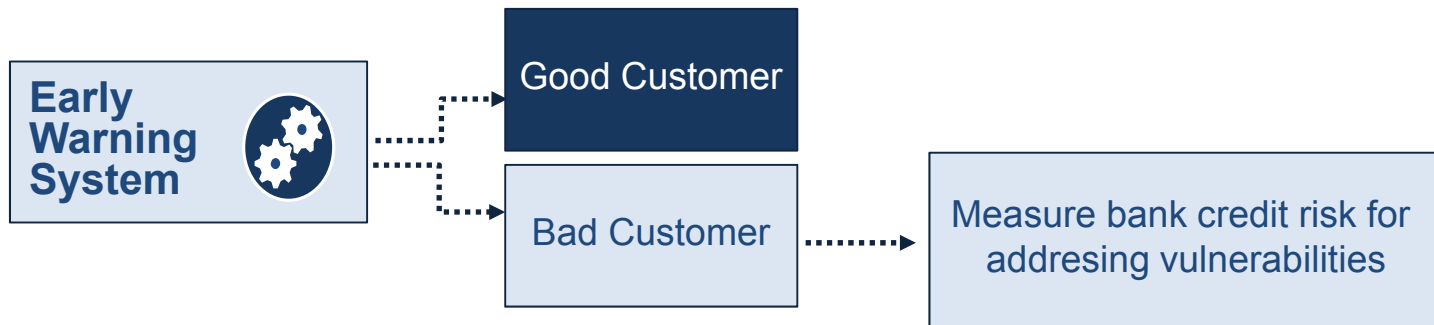 Early
Warning
System
Good Customer
Bad Customer
Measure bank credit risk for
addresing vulnerabilities